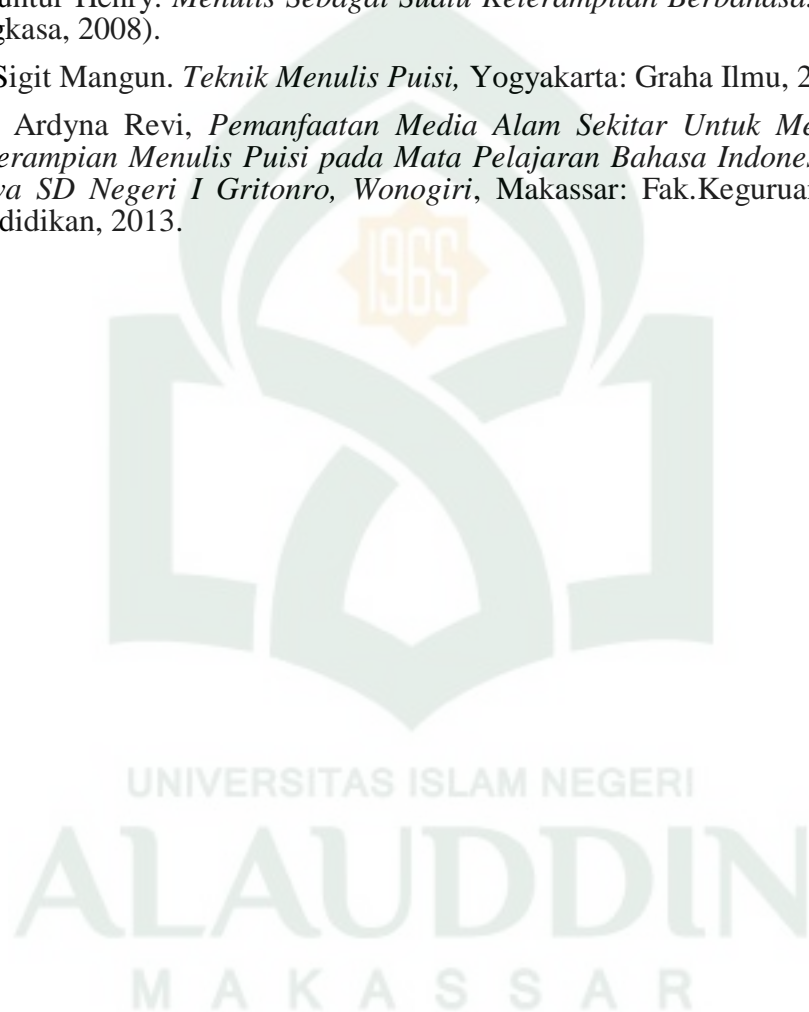 Henry. Menulis Sebagai Suatu Keterampilan Berbahasa.
gkasa, 2008).
Sigit Mangun. Teknik Menulis Puisi, Yogyakarta: Graha Ilmu, 2
Ardyna Revi, Pemanfaatan Media Alam Sekitar Untuk Me
erampian Menulis Puisi pada Mata Pelajaran Bahasa Indones
va SD Negeri I Gritonro, Wonogiri, Makassar: Fak.Keguruan
didikan, 2013.
1965
UNIVERSITAS ISLAM NEGERI
ALAUDDIN
MAKASSAR